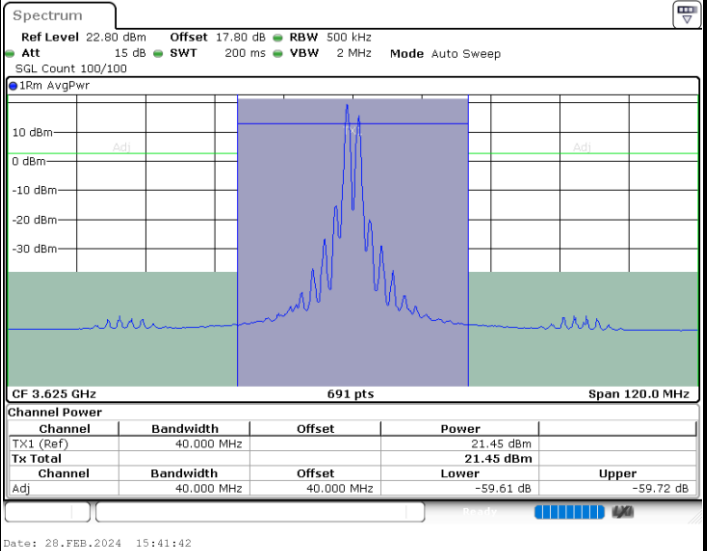 Spectrum
Ref Level 22.80 dBm Offset 17.80 dB RBW 500 kHz
Att 15 dB SWT 200 ms VBW 2 MHz Mode Auto Sweep
SGL Count 100/100
1Rm AvgPwr
10 dBm
Adj Adj
0 dBm
-10 dBm
-20 dBm
-30 dBm
CF 3.625 GHz 691 pts Span 120.0 MHz
Channel Power
Channel Bandwidth Offset Power
TX1 (Ref) 40.000 MHz 21.45 dBm
Tx Total 21.45 dBm
Channel Bandwidth Offset Lower Upper
Adj 40.000 MHz 40.000 MHz -59.61 dB -59.72 dB
Ready
Date: 28.FEB.2024 15:41:42